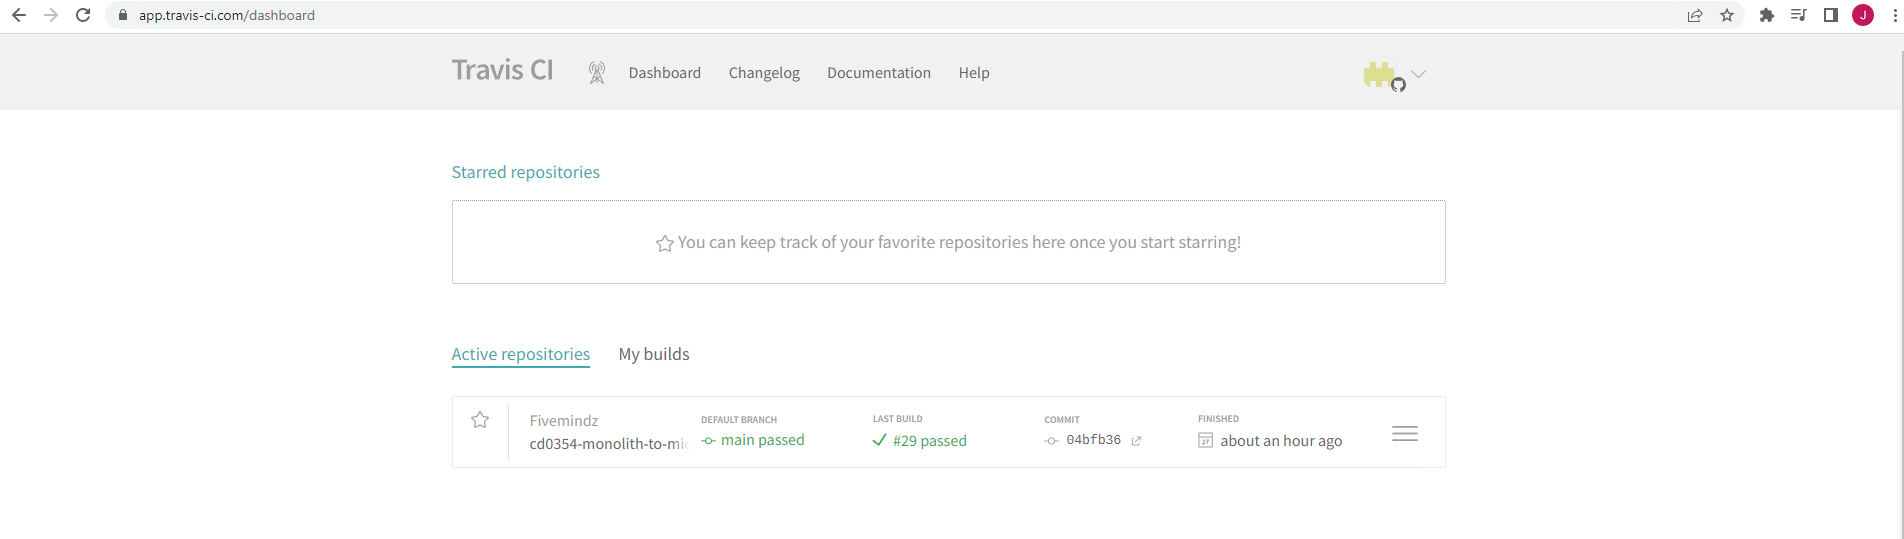 app.travis-ci.com/dashboard
J
Travis CI
Dashboard Changelog Documentation Help
Starred repositories
You can keep track of your favorite repositories here once you start starring!
Active repositories My builds
Fivemindz DEFAULT BRANCH LAST BUILD COMMIT FINISHED
cd0354-monolith-to-mic main passed #29 passed 04bfb36 27 about an hour ago